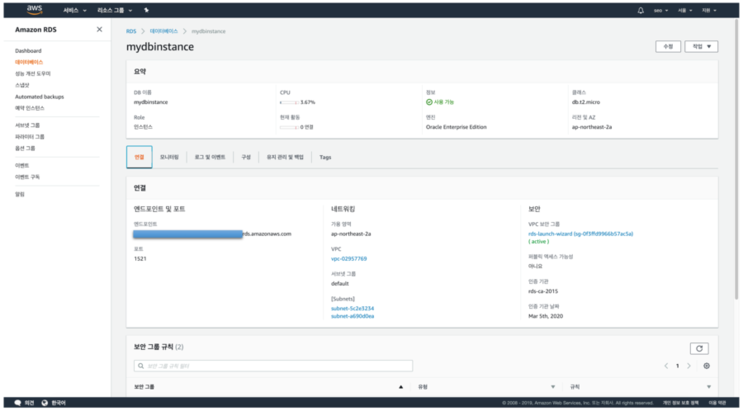 aws
서비스
리소스 그룹
seo
서울
지원
Amazon RDS
Dashboard
데이터베이스
성능 개선 도우미
스냅샷
Automated backups
예약 인스턴스
서브넷 그룹
파라미터 그룹
옵션 그룹
이벤트
이벤트 구독
알림
RDS > 데이터베이스 > mydbinstance
mydbinstance
수정
작업
요약
DB 이름
mydbinstance
CPU
3.67%
정보
사용 가능
클래스
db.t2.micro
Role
인스턴스
현재 활동
0 연결
엔진
Oracle Enterprise Edition
리전 및 AZ
ap-northeast-2a
연결
모니터링
로그 및 이벤트
구성
유지 관리 및 백업
Tags
연결
엔드포인트 및 포트
엔드포인트
rds.amazonaws.com
포트
1521
네트워킹
가용 영역
ap-northeast-2a
VPC
vpc-02957769
서브넷 그룹
default
[Subnets]
subnet-5c2e3234
subnet-a690d0ea
보안
VPC 보안 그룹
rds-launch-wizard (sg-0f3ffd9966b57ac5a)
( active )
퍼블릭 액세스 가능성
아니요
인증 기관
rds-ca-2015
인증 기관 날짜
Mar 5th, 2020
보안 그룹 규칙 (2)
보안 그룹 규칙 필터
1
보안 그룹
유형
규칙
의견
한국어
© 2008 - 2019, Amazon Web Services, Inc. 또는 자회사. All rights reserved.
개인 정보 보호 정책
이용 약관